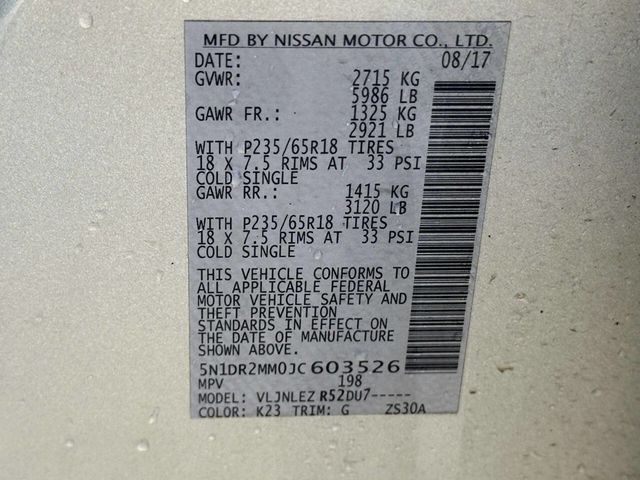 MFD BY NISSAN MOTOR CO., LTD.
DATE: 08/17
GVWR: 2715 KG
5986 LB
GAWR FR.: 1325 KG
2921 LB
WITH P235/65R18 TIRES
18 X 7.5 RIMS AT 33 PSI
COLD SINGLE
GAWR RR.: 1415 KG
3120 LB
WITH P235/65R18 TIRES
18 X 7.5 RIMS AT 33 PSI
COLD SINGLE
THIS VEHICLE CONFORMS TO
ALL APPLICABLE FEDERAL
MOTOR VEHICLE SAFETY AND
THEFT PREVENTION
STANDARDS IN EFFECT ON
THE DATE OF MANUFACTURE
SHOWN ABOVE.
5N1DR2MM0JC603526
MPV 198
MODEL: VLJNLEZ R52DU7-----
COLOR: K23 TRIM: G ZS30A